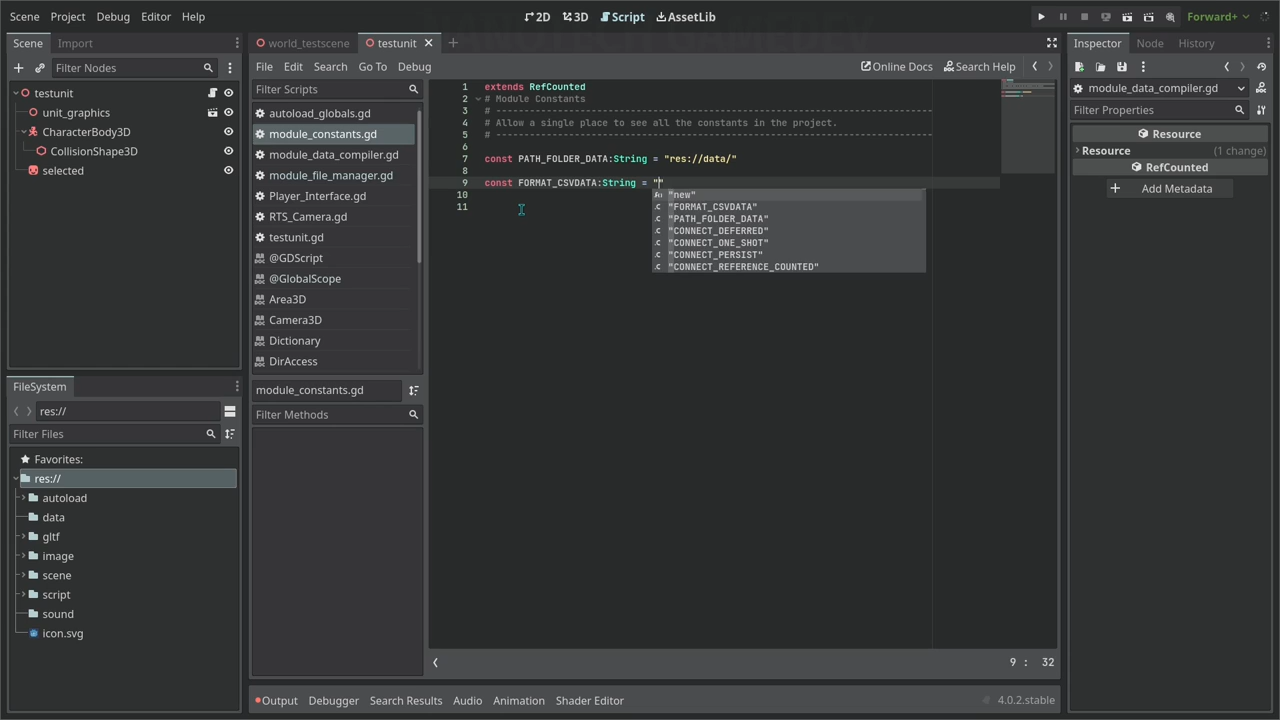 Scene Project Debug Editor Help 2D 3D Script AssetLib Forward+
Scene Import
Filter Nodes
testunit
unit_graphics
CharacterBody3D
CollisionShape3D
selected
FileSystem
res://
Filter Files
Favorites:
res://
autoload
data
gltf
image
scene
script
sound
icon.svg
world_testscene testunit
File Edit Search Go To Debug Online Docs Search Help
Filter Scripts
autoload_globals.gd
module_constants.gd
module_data_compiler.gd
module_file_manager.gd
Player_Interface.gd
RTS_Camera.gd
testunit.gd
@GDScript
@GlobalScope
Area3D
Camera3D
Dictionary
DirAccess
module_constants.gd
Filter Methods
1 extends RefCounted
2 # Module Constants
3 # ------------------------------------------------------------------------
4 # Allow a single place to see all the constants in the project.
5 # ------------------------------------------------------------------------
6
7 const PATH_FOLDER_DATA:String = "res://data/"
8
9 const FORMAT_CSVDATA:String = ""
10
11
"new"
.C "FORMAT_CSVDATA"
.C "PATH_FOLDER_DATA"
.C "CONNECT_DEFERRED"
.C "CONNECT_ONE_SHOT"
.C "CONNECT_PERSIST"
.C "CONNECT_REFERENCE_COUNTED"
9 : 32
Output Debugger Search Results Audio Animation Shader Editor 4.0.2.stable
Inspector Node History
module_data_compiler.gd
Filter Properties
Resource
Resource (1 change)
RefCounted
Add Metadata